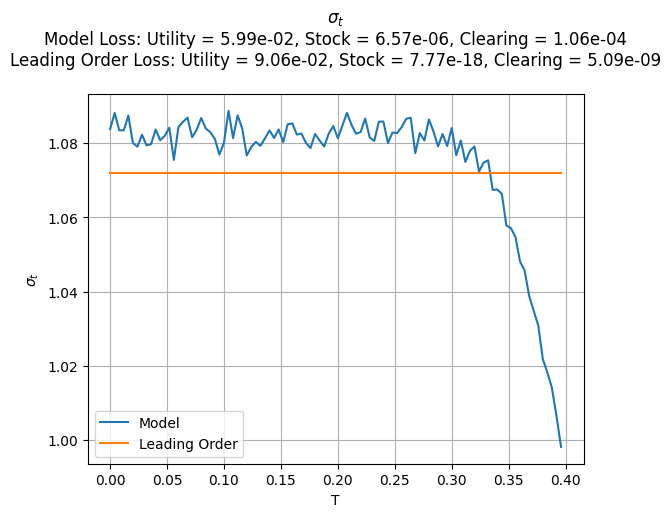 σₜ
Model Loss: Utility = 5.99e-02, Stock = 6.57e-06, Clearing = 1.06e-04
Leading Order Loss: Utility = 9.06e-02, Stock = 7.77e-18, Clearing = 5.09e-09
1.08
1.06
1.04
1.02
1.00
σₜ
Model
Leading Order
0.00 0.05 0.10 0.15 0.20 0.25 0.30 0.35 0.40
T